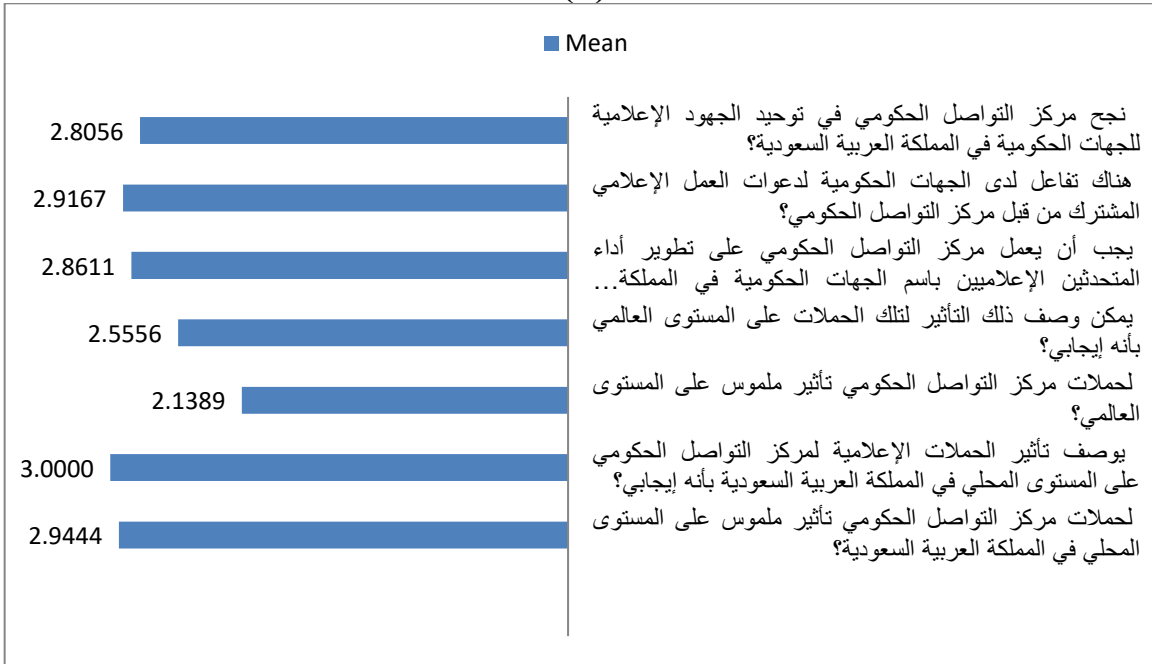 Mean
2.8056
نجح مركز التواصل الحكومي في توحيد الجهود الإعلامية
للجهات الحكومية في المملكة العربية السعودية؟
2.9167
هناك تفاعل لدى الجهات الحكومية لدعوات العمل الإعلامي
المشترك من قبل مركز التواصل الحكومي؟
2.8611
يجب أن يعمل مركز التواصل الحكومي على تطوير أداء
المتحدثين الإعلاميين باسم الجهات الحكومية في المملكة...
2.5556
يمكن وصف ذلك التأثير لتلك الحملات على المستوى العالمي
بأنه إيجابي؟
2.1389
لحملات مركز التواصل الحكومي تأثير ملموس على المستوى
العالمي؟
3.0000
يوصف تأثير الحملات الإعلامية لمركز التواصل الحكومي
على المستوى المحلي في المملكة العربية السعودية بأنه إيجابي؟
2.9444
لحملات مركز التواصل الحكومي تأثير ملموس على المستوى
المحلي في المملكة العربية السعودية؟